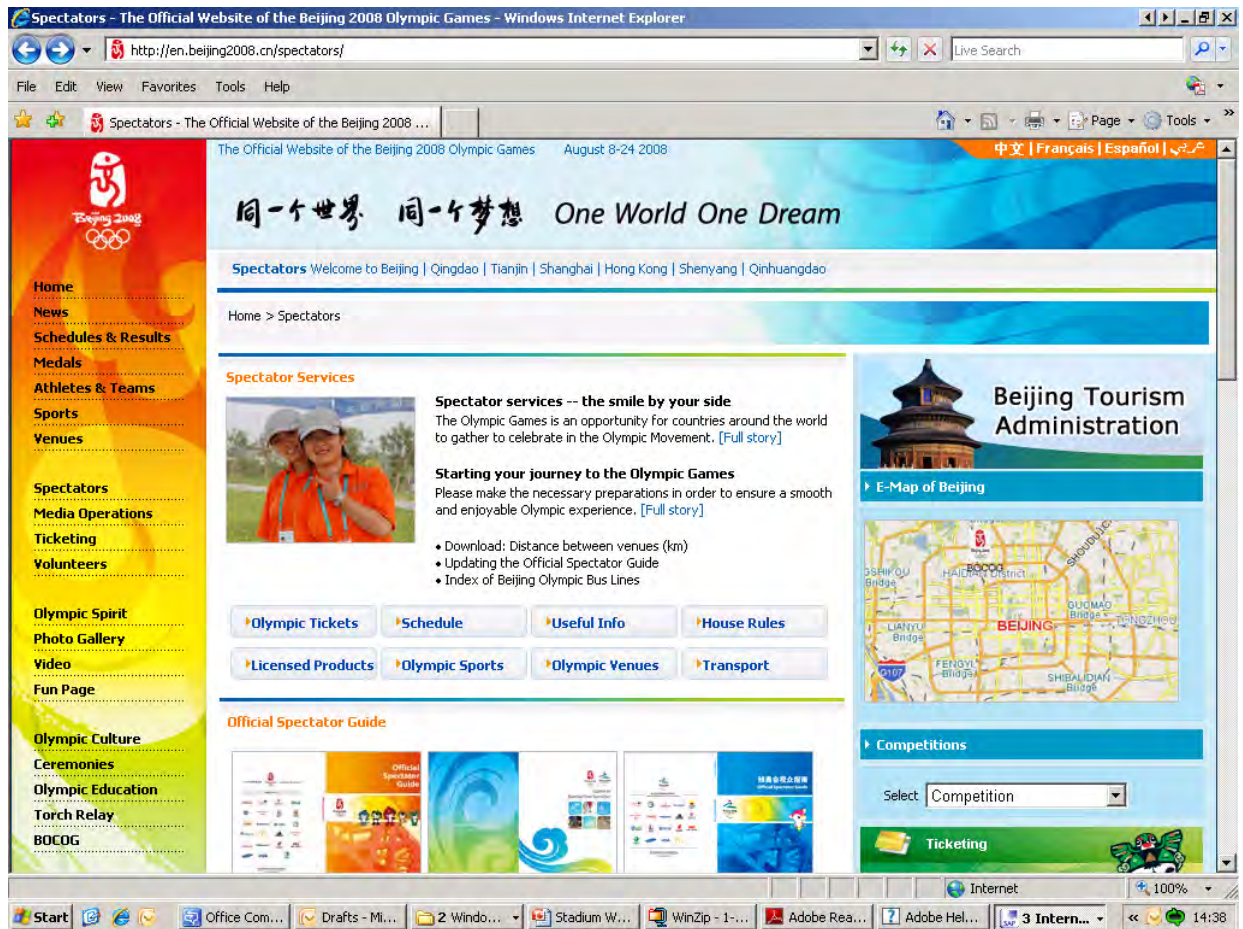 Spectators - The Official Website of the Beijing 2008 Olympic Games - Windows Internet Explorer
http://en.beijing2008.cn/spectators/
Live Search
File Edit View Favorites Tools Help
Spectators - The Official Website of the Beijing 2008 ...
Page Tools
The Official Website of the Beijing 2008 Olympic Games August 8-24 2008
中文 | Français | Español |
Beijing 2008
同一个世界 同一个梦想 One World One Dream
Spectators Welcome to Beijing | Qingdao | Tianjin | Shanghai | Hong Kong | Shenyang | Qinhuangdao
Home
News
Schedules & Results
Medals
Athletes & Teams
Sports
Venues
Spectators
Media Operations
Ticketing
Volunteers
Olympic Spirit
Photo Gallery
Video
Fun Page
Olympic Culture
Ceremonies
Olympic Education
Torch Relay
BOCOG
Home > Spectators
Spectator Services
Spectator services -- the smile by your side
The Olympic Games is an opportunity for countries around the world
to gather to celebrate in the Olympic Movement. [Full story]
Starting your journey to the Olympic Games
Please make the necessary preparations in order to ensure a smooth
and enjoyable Olympic experience. [Full story]
• Download: Distance between venues (km)
• Updating the Official Spectator Guide
• Index of Beijing Olympic Bus Lines
Olympic Tickets Schedule Useful Info House Rules
Licensed Products Olympic Sports Olympic Venues Transport
Official Spectator Guide
Official
Spectator
Guide
Beijing Tourism
Administration
E-Map of Beijing
BOCOG
GUOMAO
Bridge
LIANYU
Bridge
BEIJING
FENGYI
Bridge
SHIBALIDIAN
Bridge
G107
Competitions
Select Competition
Ticketing
Internet 100%
Start Office Com... Drafts - Mi... 2 Windo... Stadium W... WinZip - 1-... Adobe Rea... Adobe Hel... 3 Intern... 14:38